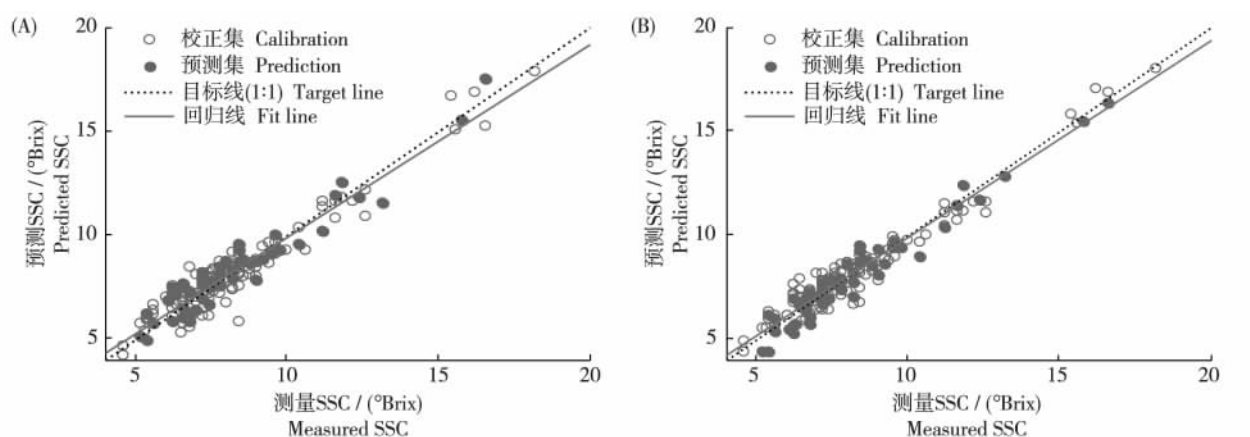 (A)
20
校正集 Calibration
预测集 Prediction
目标线(1:1) Target line
回归线 Fit line
15
10
5
预测SSC / (°Brix)
Predicted SSC
5 10 15 20
测量SSC / (°Brix)
Measured SSC
(B)
20
校正集 Calibration
预测集 Prediction
目标线(1:1) Target line
回归线 Fit line
15
10
5
预测SSC / (°Brix)
Predicted SSC
5 10 15 20
测量SSC / (°Brix)
Measured SSC